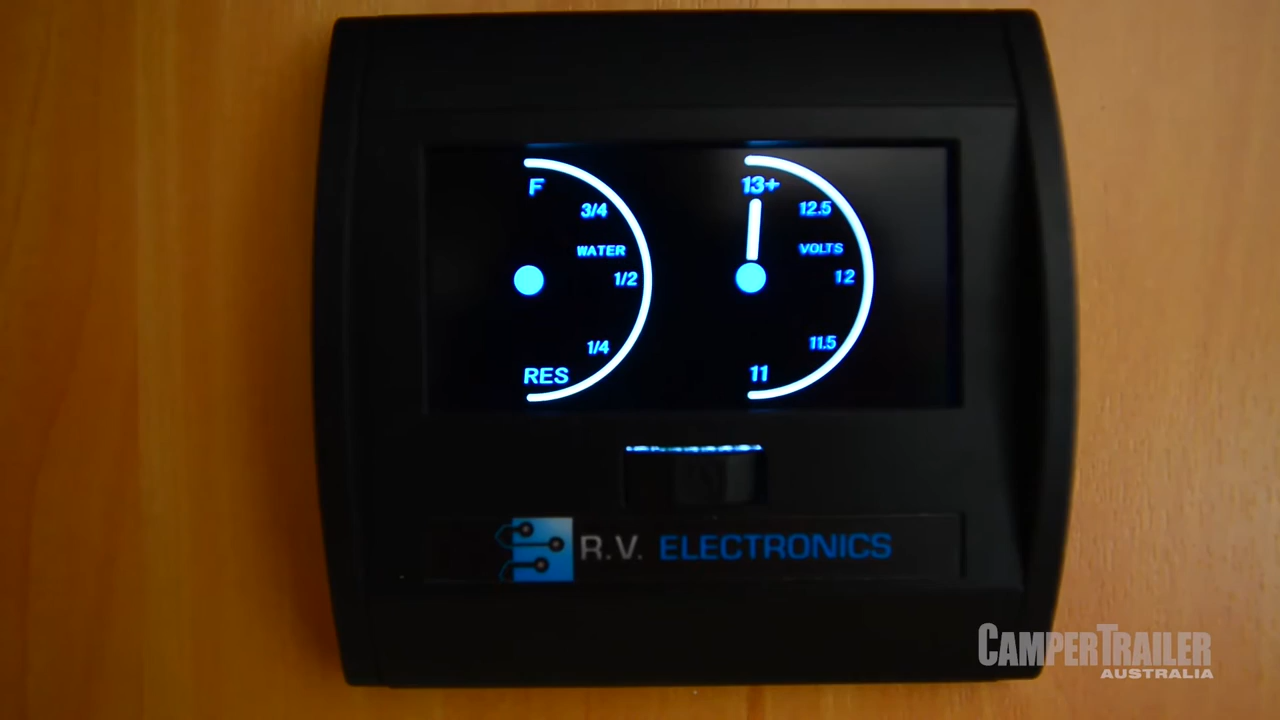 F
3/4
WATER
1/2
1/4
RES
13+
12.5
VOLTS
12
11.5
11
R.V. ELECTRONICS
CAMPERTRAILER
AUSTRALIA